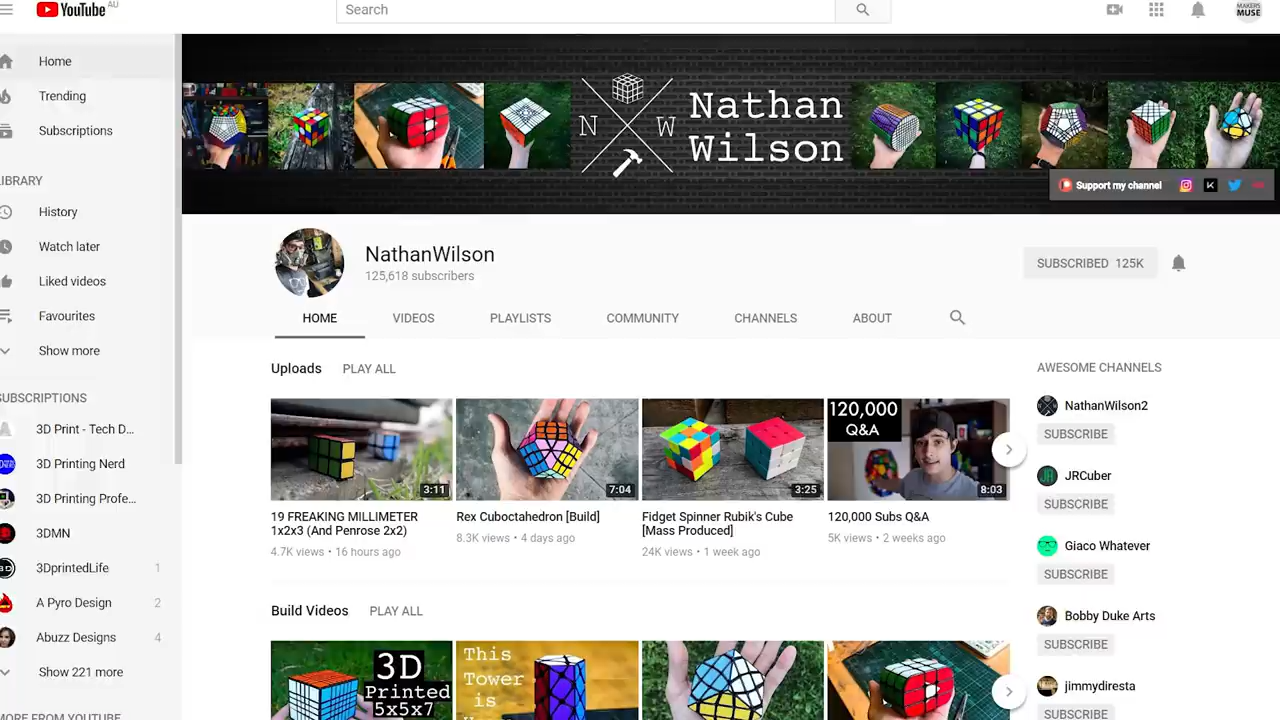 YouTube AU
Search
MAKERS
MUSE
Home
Trending
Subscriptions
LIBRARY
History
Watch later
Liked videos
Favourites
Show more
SUBSCRIPTIONS
3D Print - Tech D...
3D Printing Nerd
3D Printing Profe...
3DMN
3DprintedLife 1
A Pyro Design 2
Abuzz Designs 4
Show 221 more
MORE FROM YOUTUBE
N W
Nathan
Wilson
Support my channel
NathanWilson
125,618 subscribers
SUBSCRIBED 125K
HOME VIDEOS PLAYLISTS COMMUNITY CHANNELS ABOUT
Uploads PLAY ALL
3:11
19 FREAKING MILLIMETER
1x2x3 (And Penrose 2x2)
4.7K views • 16 hours ago
7:04
Rex Cuboctahedron [Build]
8.3K views • 4 days ago
3:25
Fidget Spinner Rubik's Cube
[Mass Produced]
24K views • 1 week ago
120,000
Q&A
8:03
120,000 Subs Q&A
5K views • 2 weeks ago
Build Videos PLAY ALL
3D
Printed
5x5x7
This
Tower
is
AWESOME CHANNELS
NathanWilson2
SUBSCRIBE
JRCuber
SUBSCRIBE
Giaco Whatever
SUBSCRIBE
Bobby Duke Arts
SUBSCRIBE
jimmydiresta
SUBSCRIBE